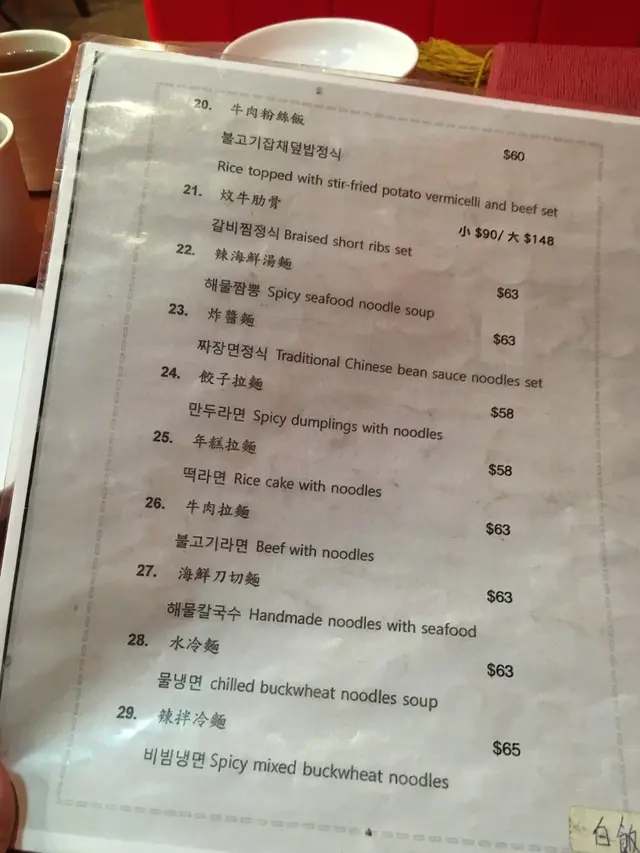 20. 牛肉粉絲飯
불고기잡채덮밥정식 $60
Rice topped with stir-fried potato vermicelli and beef set
21. 炆牛肋骨
小 $90/ 大 $148
갈비찜정식 Braised short ribs set
22. 辣海鮮湯麵
$63
해물짬뽕 Spicy seafood noodle soup
23. 炸醬麵
$63
짜장면정식 Traditional Chinese bean sauce noodles set
24. 餃子拉麵
$58
만두라면 Spicy dumplings with noodles
25. 年糕拉麵
$58
떡라면 Rice cake with noodles
26. 牛肉拉麵
$63
불고기라면 Beef with noodles
27. 海鮮刀切麵
$63
해물칼국수 Handmade noodles with seafood
28. 水冷麵
$63
물냉면 chilled buckwheat noodles soup
29. 辣拌冷麵
$65
비빔냉면 Spicy mixed buckwheat noodles
白飯